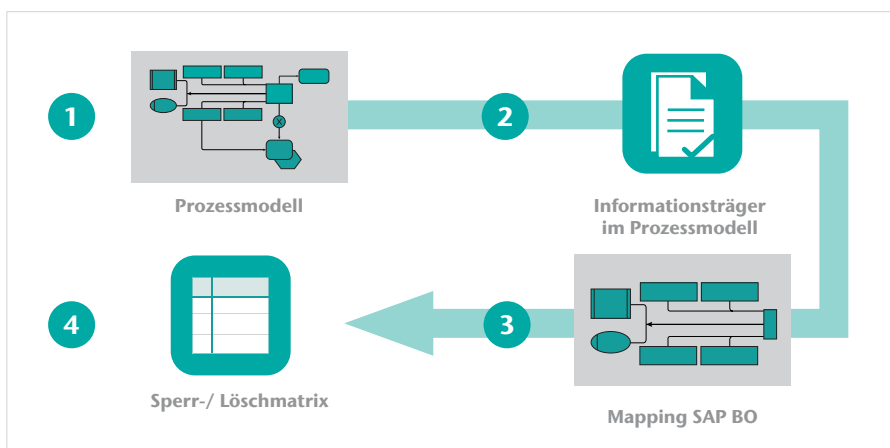 1
X
Prozessmodell
2
Informationsträger
im Prozessmodell
3
Mapping SAP BO
4
Sperr-/ Löschmatrix